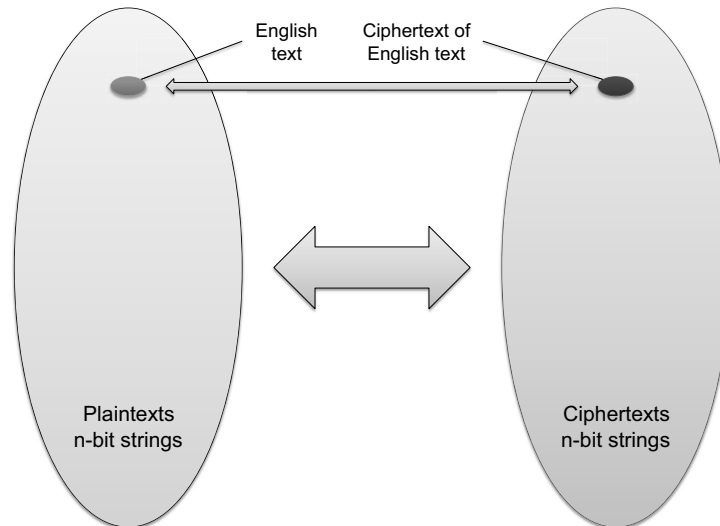 English
text
Ciphertext of
English text
Plaintexts
n-bit strings
Ciphertexts
n-bit strings